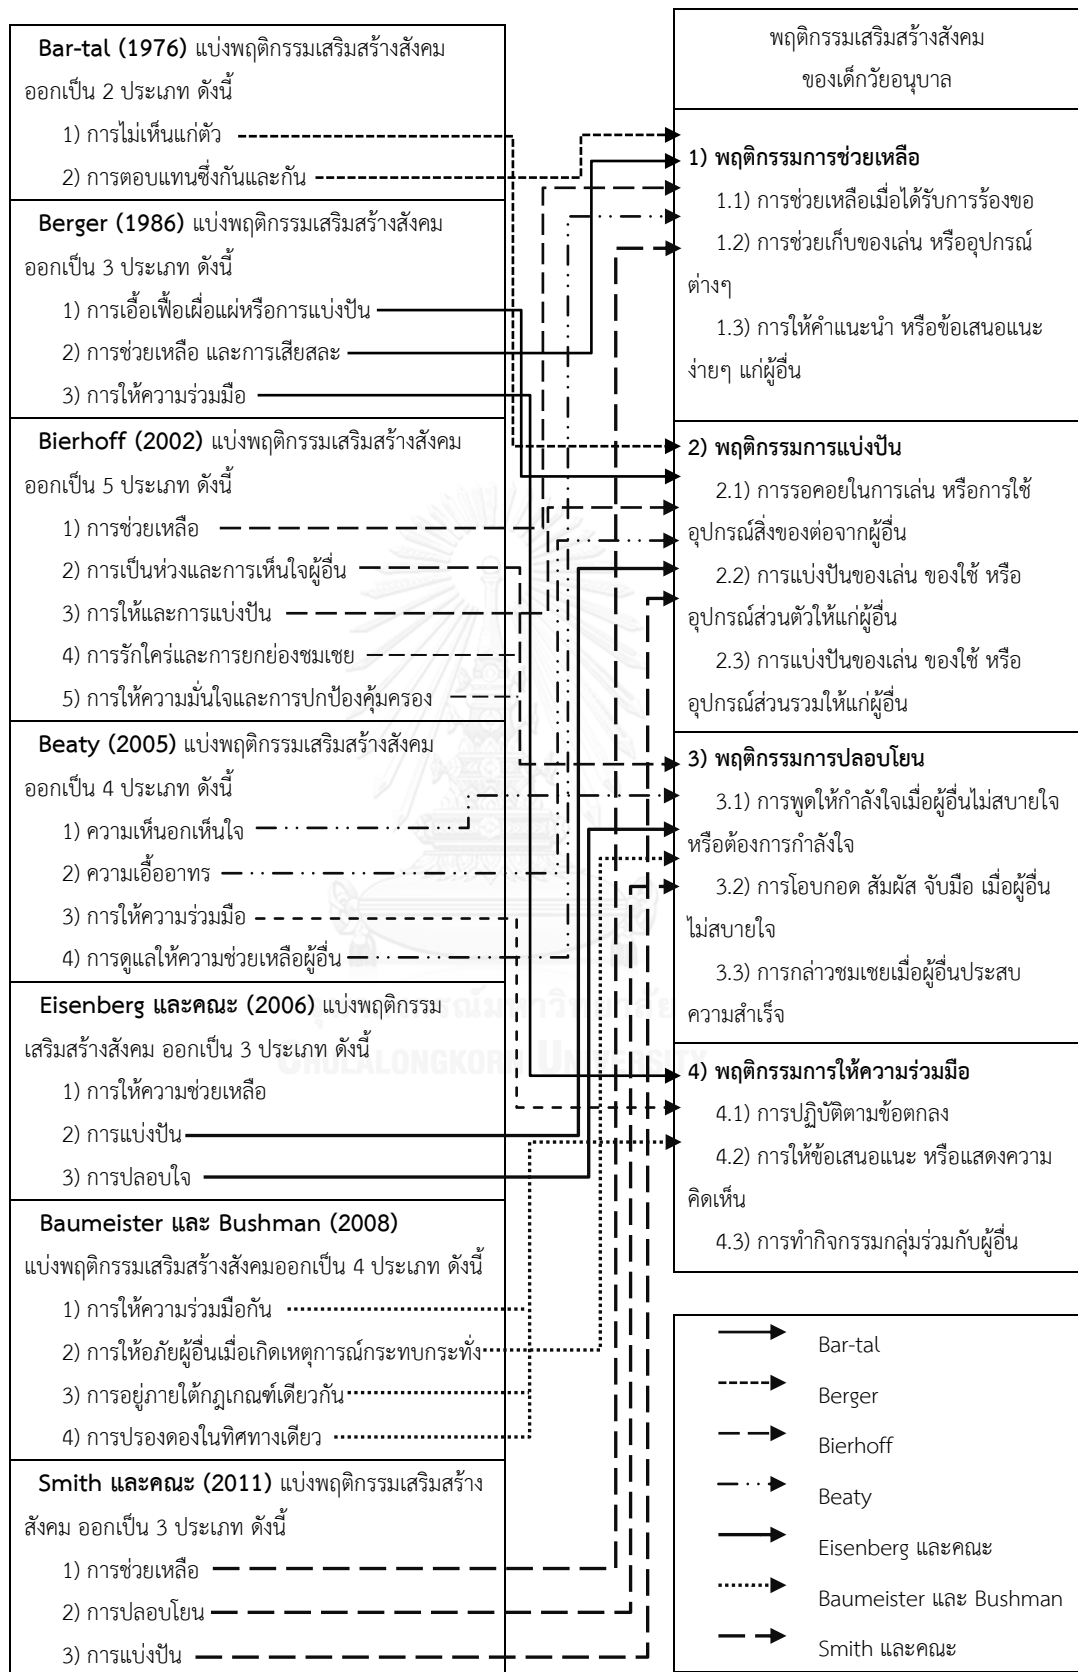 Bar-tal (1976) แบ่งพฤติกรรมเสริมสร้างสังคม
ออกเป็น 2 ประเภท ดังนี้
1) การไม่เห็นแก่ตัว
2) การตอบแทนซึ่งกันและกัน
Berger (1986) แบ่งพฤติกรรมเสริมสร้างสังคม
ออกเป็น 3 ประเภท ดังนี้
1) การเอื้อเฟื้อเผื่อแผ่หรือการแบ่งปัน
2) การช่วยเหลือ และการเสียสละ
3) การให้ความร่วมมือ
Bierhoff (2002) แบ่งพฤติกรรมเสริมสร้างสังคม
ออกเป็น 5 ประเภท ดังนี้
1) การช่วยเหลือ
2) การเป็นห่วงและการเห็นใจผู้อื่น
3) การให้และการแบ่งปัน
4) การรักใคร่และการยกย่องชมเชย
5) การให้ความมั่นใจและการปกป้องคุ้มครอง
Beaty (2005) แบ่งพฤติกรรมเสริมสร้างสังคม
ออกเป็น 4 ประเภท ดังนี้
1) ความเห็นอกเห็นใจ
2) ความเอื้ออาทร
3) การให้ความร่วมมือ
4) การดูแลให้ความช่วยเหลือผู้อื่น
Eisenberg และคณะ (2006) แบ่งพฤติกรรม
เสริมสร้างสังคม ออกเป็น 3 ประเภท ดังนี้
1) การให้ความช่วยเหลือ
2) การแบ่งปัน
3) การปลอบใจ
Baumeister และ Bushman (2008)
แบ่งพฤติกรรมเสริมสร้างสังคมออกเป็น 4 ประเภท ดังนี้
1) การให้ความร่วมมือกัน
2) การให้อภัยผู้อื่นเมื่อเกิดเหตุการณ์กระทบกระทั่ง
3) การอยู่ภายใต้กฎเกณฑ์เดียวกัน
4) การปรองดองในทิศทางเดียว
Smith และคณะ (2011) แบ่งพฤติกรรมเสริมสร้าง
สังคม ออกเป็น 3 ประเภท ดังนี้
1) การช่วยเหลือ
2) การปลอบโยน
3) การแบ่งปัน
พฤติกรรมเสริมสร้างสังคม
ของเด็กวัยอนุบาล
1) พฤติกรรมการช่วยเหลือ
1.1) การช่วยเหลือเมื่อได้รับการร้องขอ
1.2) การช่วยเก็บของเล่น หรืออุปกรณ์
ต่างๆ
1.3) การให้คำแนะนำ หรือข้อเสนอแนะ
ง่ายๆ แก่ผู้อื่น
2) พฤติกรรมการแบ่งปัน
2.1) การรอคอยในการเล่น หรือการใช้
อุปกรณ์สิ่งของต่อจากผู้อื่น
2.2) การแบ่งปันของเล่น ของใช้ หรือ
อุปกรณ์ส่วนตัวให้แก่ผู้อื่น
2.3) การแบ่งปันของเล่น ของใช้ หรือ
อุปกรณ์ส่วนรวมให้แก่ผู้อื่น
3) พฤติกรรมการปลอบโยน
3.1) การพูดให้กำลังใจเมื่อผู้อื่นไม่สบายใจ
หรือต้องการกำลังใจ
3.2) การโอบกอด สัมผัส จับมือ เมื่อผู้อื่น
ไม่สบายใจ
3.3) การกล่าวชมเชยเมื่อผู้อื่นประสบ
ความสำเร็จ
4) พฤติกรรมการให้ความร่วมมือ
4.1) การปฏิบัติตามข้อตกลง
4.2) การให้ข้อเสนอแนะ หรือแสดงความ
คิดเห็น
4.3) การทำกิจกรรมกลุ่มร่วมกับผู้อื่น
Bar-tal
Berger
Bierhoff
Beaty
Eisenberg และคณะ
Baumeister และ Bushman
Smith และคณะ
จุฬาลงกรณ์มหาวิทยาลัย
CHULALONGKORN UNIVERSITY